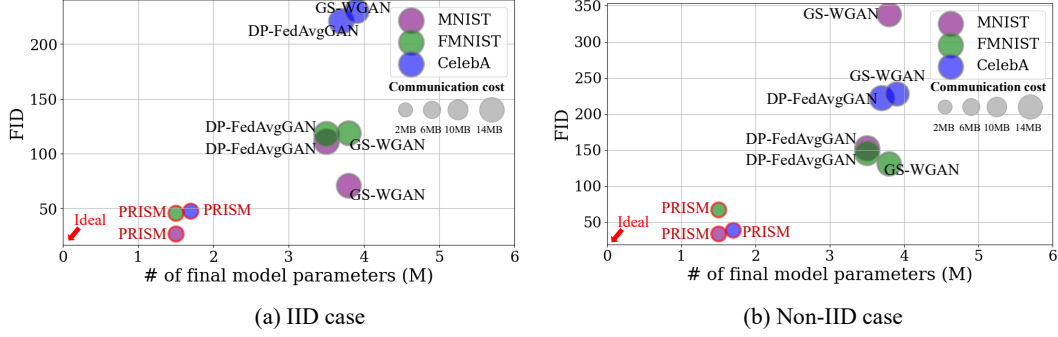 GS-WGAN
DP-FedAvgGAN
MNIST
FMNIST
CelebA
Communication cost
2MB 6MB 10MB 14MB
DP-FedAvgGAN
DP-FedAvgGAN
GS-WGAN
GS-WGAN
PRISM
PRISM
PRISM
Ideal
FID
200
150
100
50
0 1 2 3 4 5 6
# of final model parameters (M)
(a) IID case
GS-WGAN
MNIST
FMNIST
CelebA
Communication cost
2MB 6MB 10MB 14MB
GS-WGAN
DP-FedAvgGAN
DP-FedAvgGAN
DP-FedAvgGAN
GS-WGAN
PRISM
PRISM
PRISM
Ideal
FID
350
300
250
200
150
100
50
0 1 2 3 4 5 6
# of final model parameters (M)
(b) Non-IID case